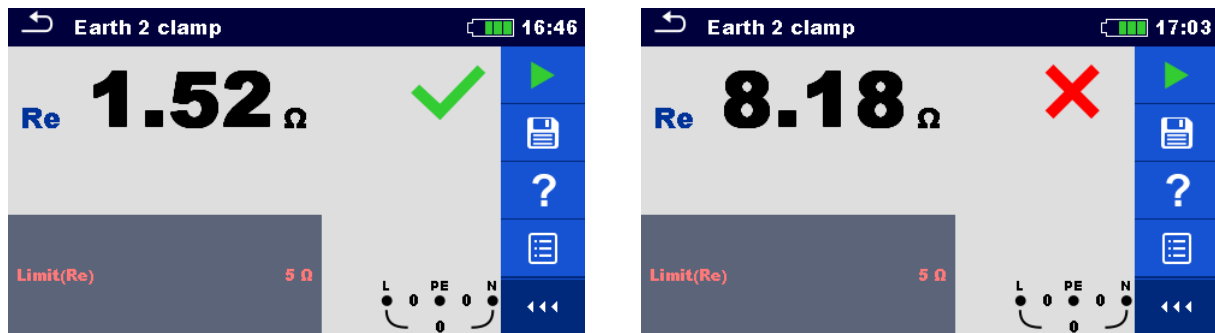 Earth 2 clamp 16:46
Re 1.52 Ω
?
Limit(Re) 5 Ω
L PE N
0 0
0
Earth 2 clamp 17:03
Re 8.18 Ω
?
Limit(Re) 5 Ω
L PE N
0 0
0